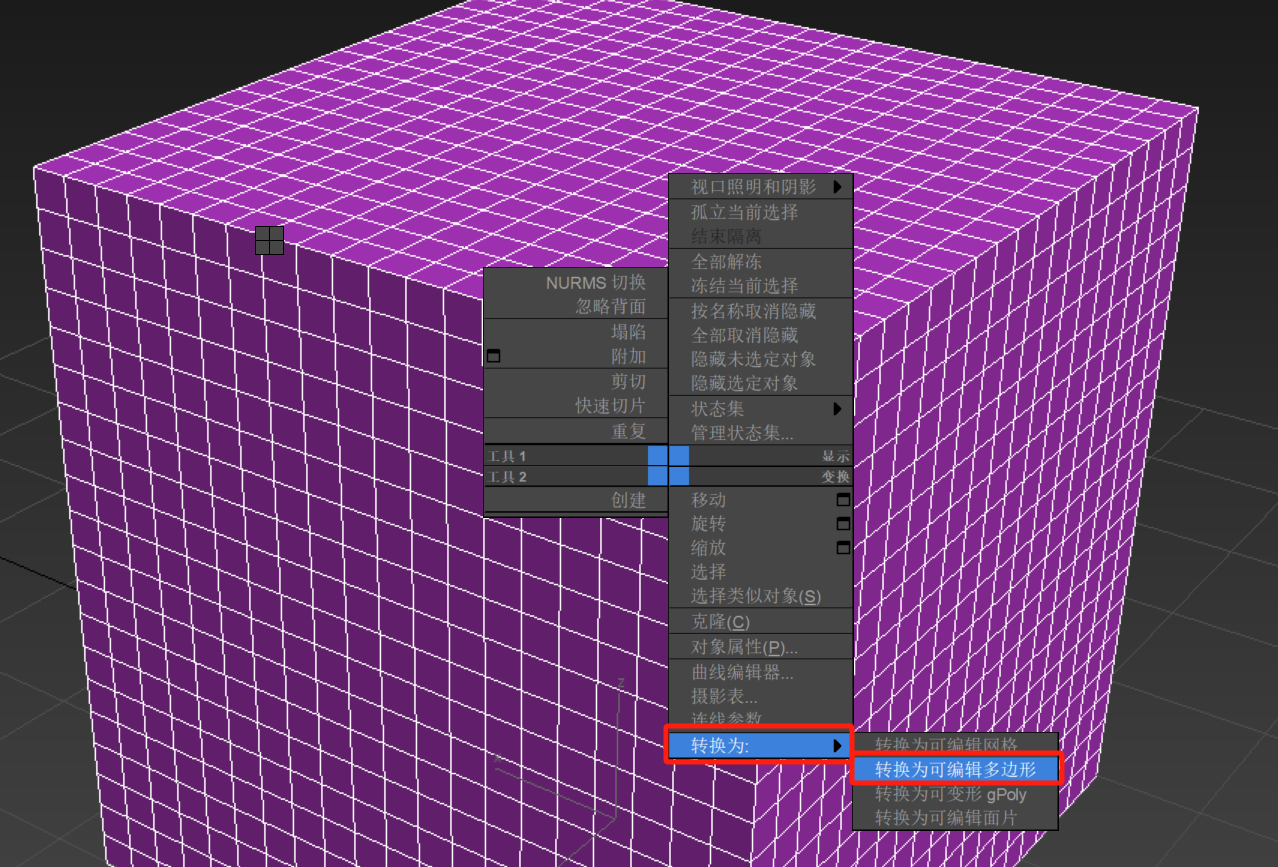 视口照明和阴影
孤立当前选择
结束隔离
全部解冻
冻结当前选择
按名称取消隐藏
全部取消隐藏
隐藏未选定对象
隐藏选定对象
状态集
管理状态集...
NURMS 切换
忽略背面
塌陷
附加
剪切
快速切片
重复
工具 1
显示
工具 2
变换
创建
移动
旋转
缩放
选择
选择类似对象(S)
克隆(C)
对象属性(P)...
曲线编辑器...
摄影表...
连线参数
转换为:
转换为可编辑网格
转换为可编辑多边形
转换为可变形 gPoly
转换为可编辑面片
z
x